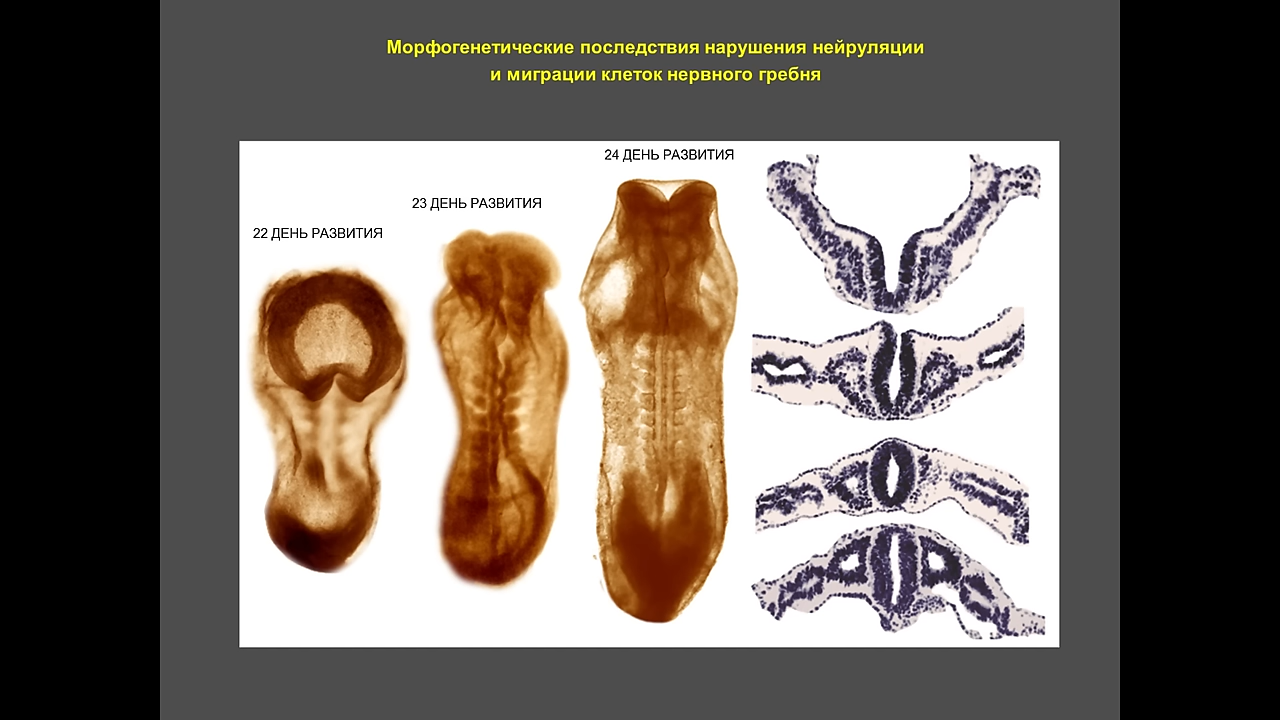 Морфогенетические последствия нарушения нейруляции
и миграции клеток нервного гребня
22 ДЕНЬ РАЗВИТИЯ
23 ДЕНЬ РАЗВИТИЯ
24 ДЕНЬ РАЗВИТИЯ